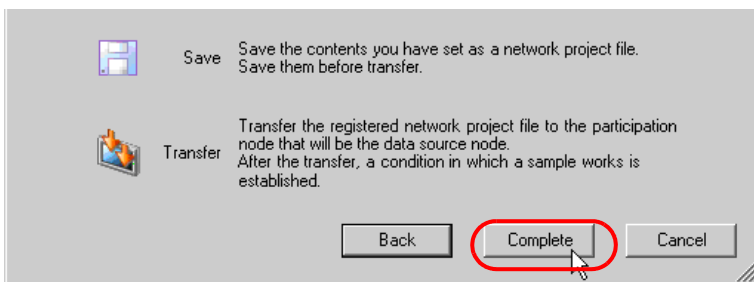 Save
Save the contents you have set as a network project file.
Save them before transfer.
Transfer
Transfer the registered network project file to the participation
node that will be the data source node.
After the transfer, a condition in which a sample works is
established.
Back
Complete
Cancel